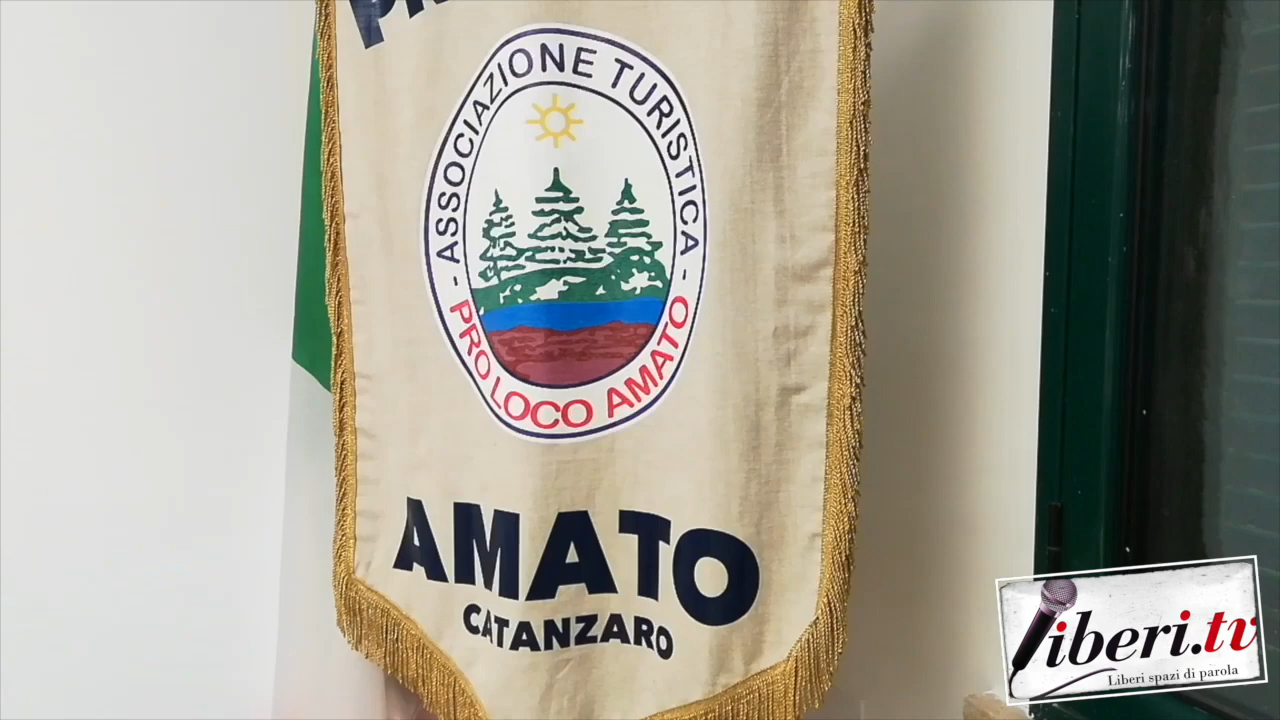 ASSOCIAZIONE TURISTICA
PRO LOCO AMATO
AMATO
CATANZARO
liberi.tv
Liberi spazi di parola